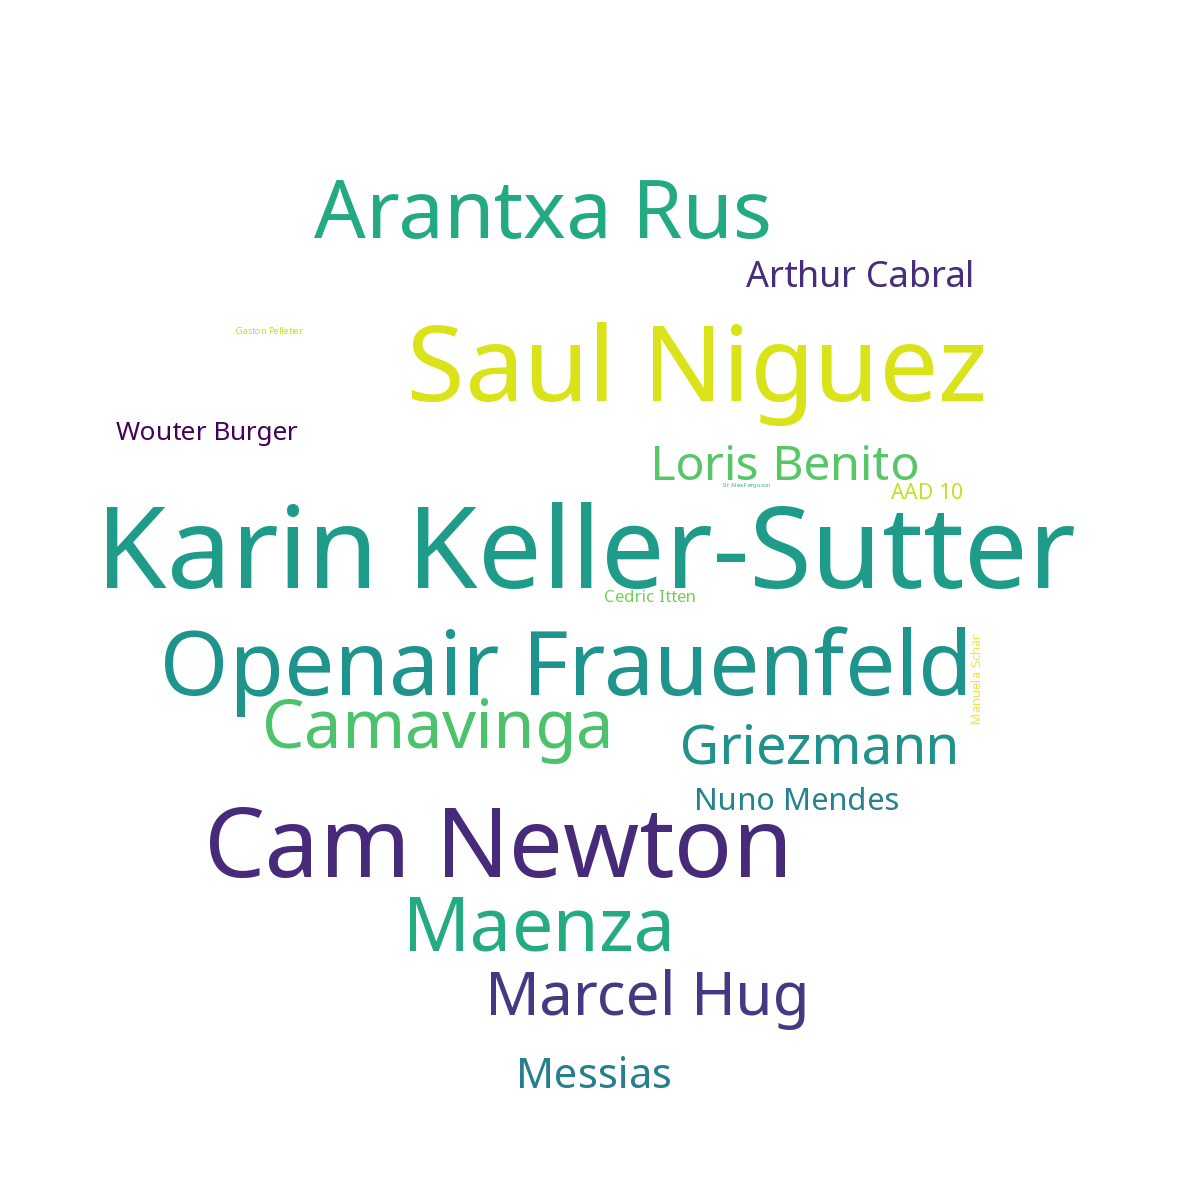 Arantxa Rus
Arthur Cabral
Gaston Pelletier
Saul Niguez
Wouter Burger
Loris Benito
Sir Alex Ferguson
AAD 10
Karin Keller-Sutter
Cedric Itten
Openair Frauenfeld
Manuela Schär
Camavinga
Griezmann
Nuno Mendes
Cam Newton
Maenza
Marcel Hug
Messias